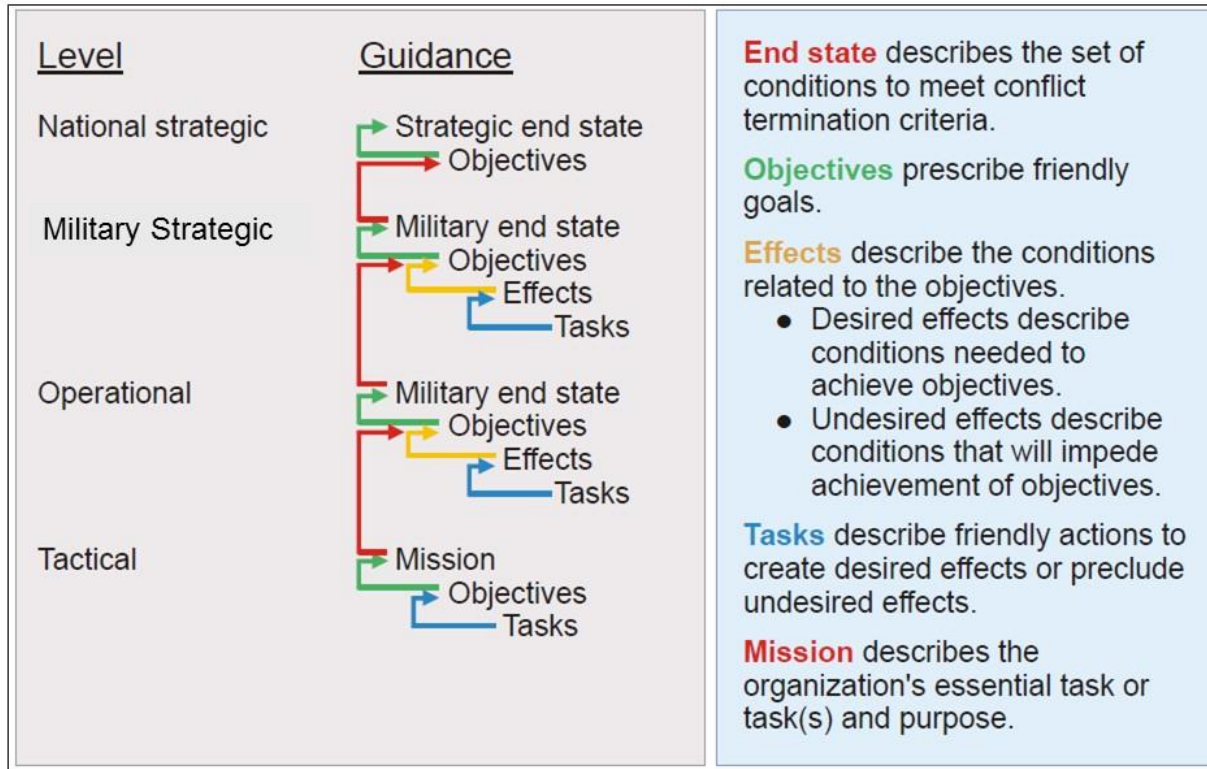 Level Guidance
National strategic Strategic end state
Objectives
Military Strategic Military end state
Objectives
Effects
Tasks
Operational Military end state
Objectives
Effects
Tasks
Tactical Mission
Objectives
Tasks
End state describes the set of
conditions to meet conflict
termination criteria.
Objectives prescribe friendly
goals.
Effects describe the conditions
related to the objectives.
● Desired effects describe
conditions needed to
achieve objectives.
● Undesired effects describe
conditions that will impede
achievement of objectives.
Tasks describe friendly actions to
create desired effects or preclude
undesired effects.
Mission describes the
organization's essential task or
task(s) and purpose.